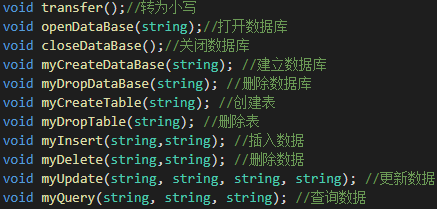 void transfer();//转为小写
void openDataBase(string);//打开数据库
void closeDataBase();//关闭数据库
void myCreateDataBase(string); //建立数据库
void myDropDataBase(string); //删除数据库
void myCreateTable(string); //创建表
void myDropTable(string); //删除表
void myInsert(string,string); //插入数据
void myDelete(string,string); //删除数据
void myUpdate(string, string, string, string); //更新数据
void myQuery(string, string, string); //查询数据